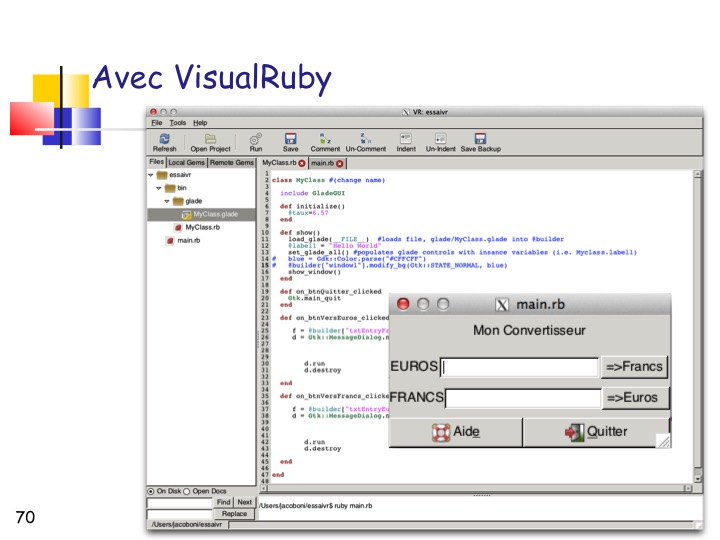 Avec VisualRuby
VR: essaivr
File Tools Help
Refresh Open Project Run Save Comment Un-Comment Indent Un-Indent Save Backup
Files Local Gems Remote Gems MyClass.rb main.rb
essaivr
bin
glade
MyClass.glade
MyClass.rb
main.rb
1
2 class MyClass #(change name)
3
4 include GladeGUI
5
6 def initialize()
7 @taux=6.57
8 end
9
10 def show()
11 load_glade(__FILE__) #loads file, glade/MyClass.glade into @builder
12 @label1 = "Hello World"
13 set_glade_all() #populates glade controls with insance variables (i.e. Myclass.label1)
14 # blue = Gdk::Color.parse("#CFFCFF")
15 # @builder["window1"].modify_bg(Gtk::STATE_NORMAL, blue)
16 show_window()
17 end
18
19 def on_btnQuitter_clicked
20 Gtk.main_quit
21 end
22
23 def on_btnVersEuros_clicked
24
25 f = @builder["txtEntryFr
26 d = Gtk::MessageDialog.n
27
28
29
30 d.run
31 d.destroy
32
33 end
34
35 def on_btnVersFrancs_clicke
36
37 f = @builder["txtEntryEu
38 d = Gtk::MessageDialog.n
39
40
41
42 d.run
43 d.destroy
44
45 end
46
47 end
48
main.rb
Mon Convertisseur
EUROS =>Francs
FRANCS =>Euros
Aide Quitter
On Disk Open Docs
Find Next
Replace
/Users/jacoboni/essaivr$ ruby main.rb
/Users/jacoboni/essaivr
70